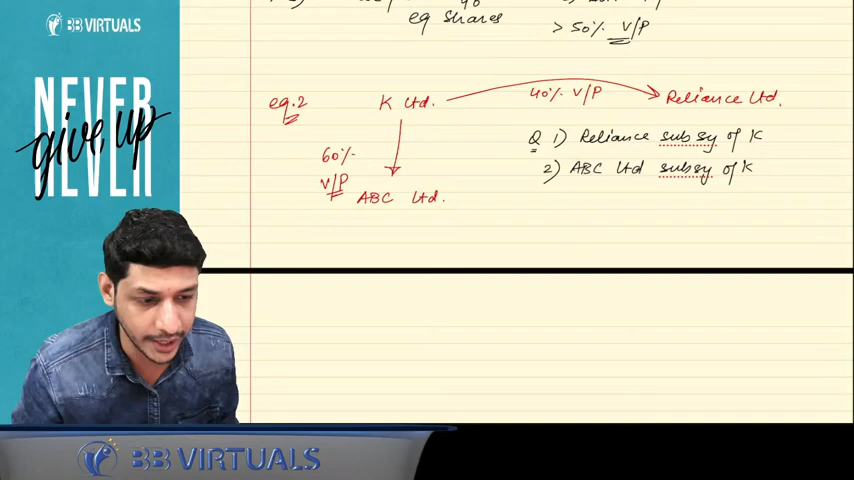 BB VIRTUALS
NEVER
give up
NEVER
eq shares
> 50% V/P
eg.2
K Ltd.
40% V/P
Reliance Ltd.
60%
V/P
ABC Ltd.
Q 1) Reliance subsy of K
2) ABC Ltd subsy of K
BB VIRTUALS